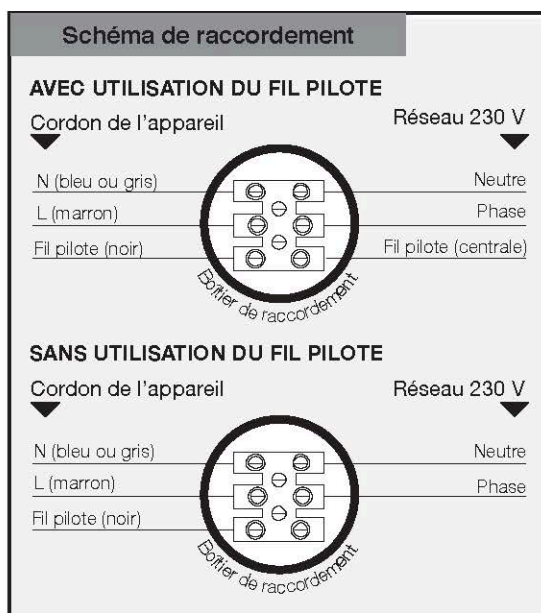 Schéma de raccordement
AVEC UTILISATION DU FIL PILOTE
Cordon de l'appareil Réseau 230 V
N (bleu ou gris) Neutre
L (marron) Phase
Fil pilote (noir) Fil pilote (centrale)
Boîtier de raccordement
SANS UTILISATION DU FIL PILOTE
Cordon de l'appareil Réseau 230 V
N (bleu ou gris) Neutre
L (marron) Phase
Fil pilote (noir)
Boîtier de raccordement